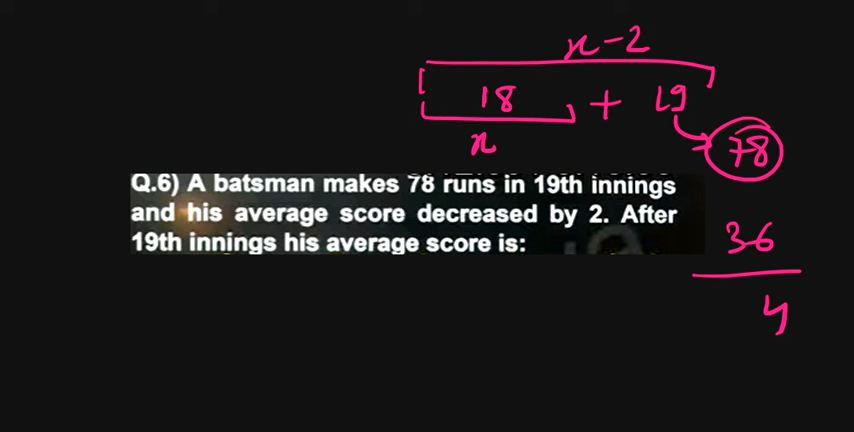 x-2
18 + 19
x
78
Q.6) A batsman makes 78 runs in 19th innings
and his average score decreased by 2. After
19th innings his average score is:
36
4